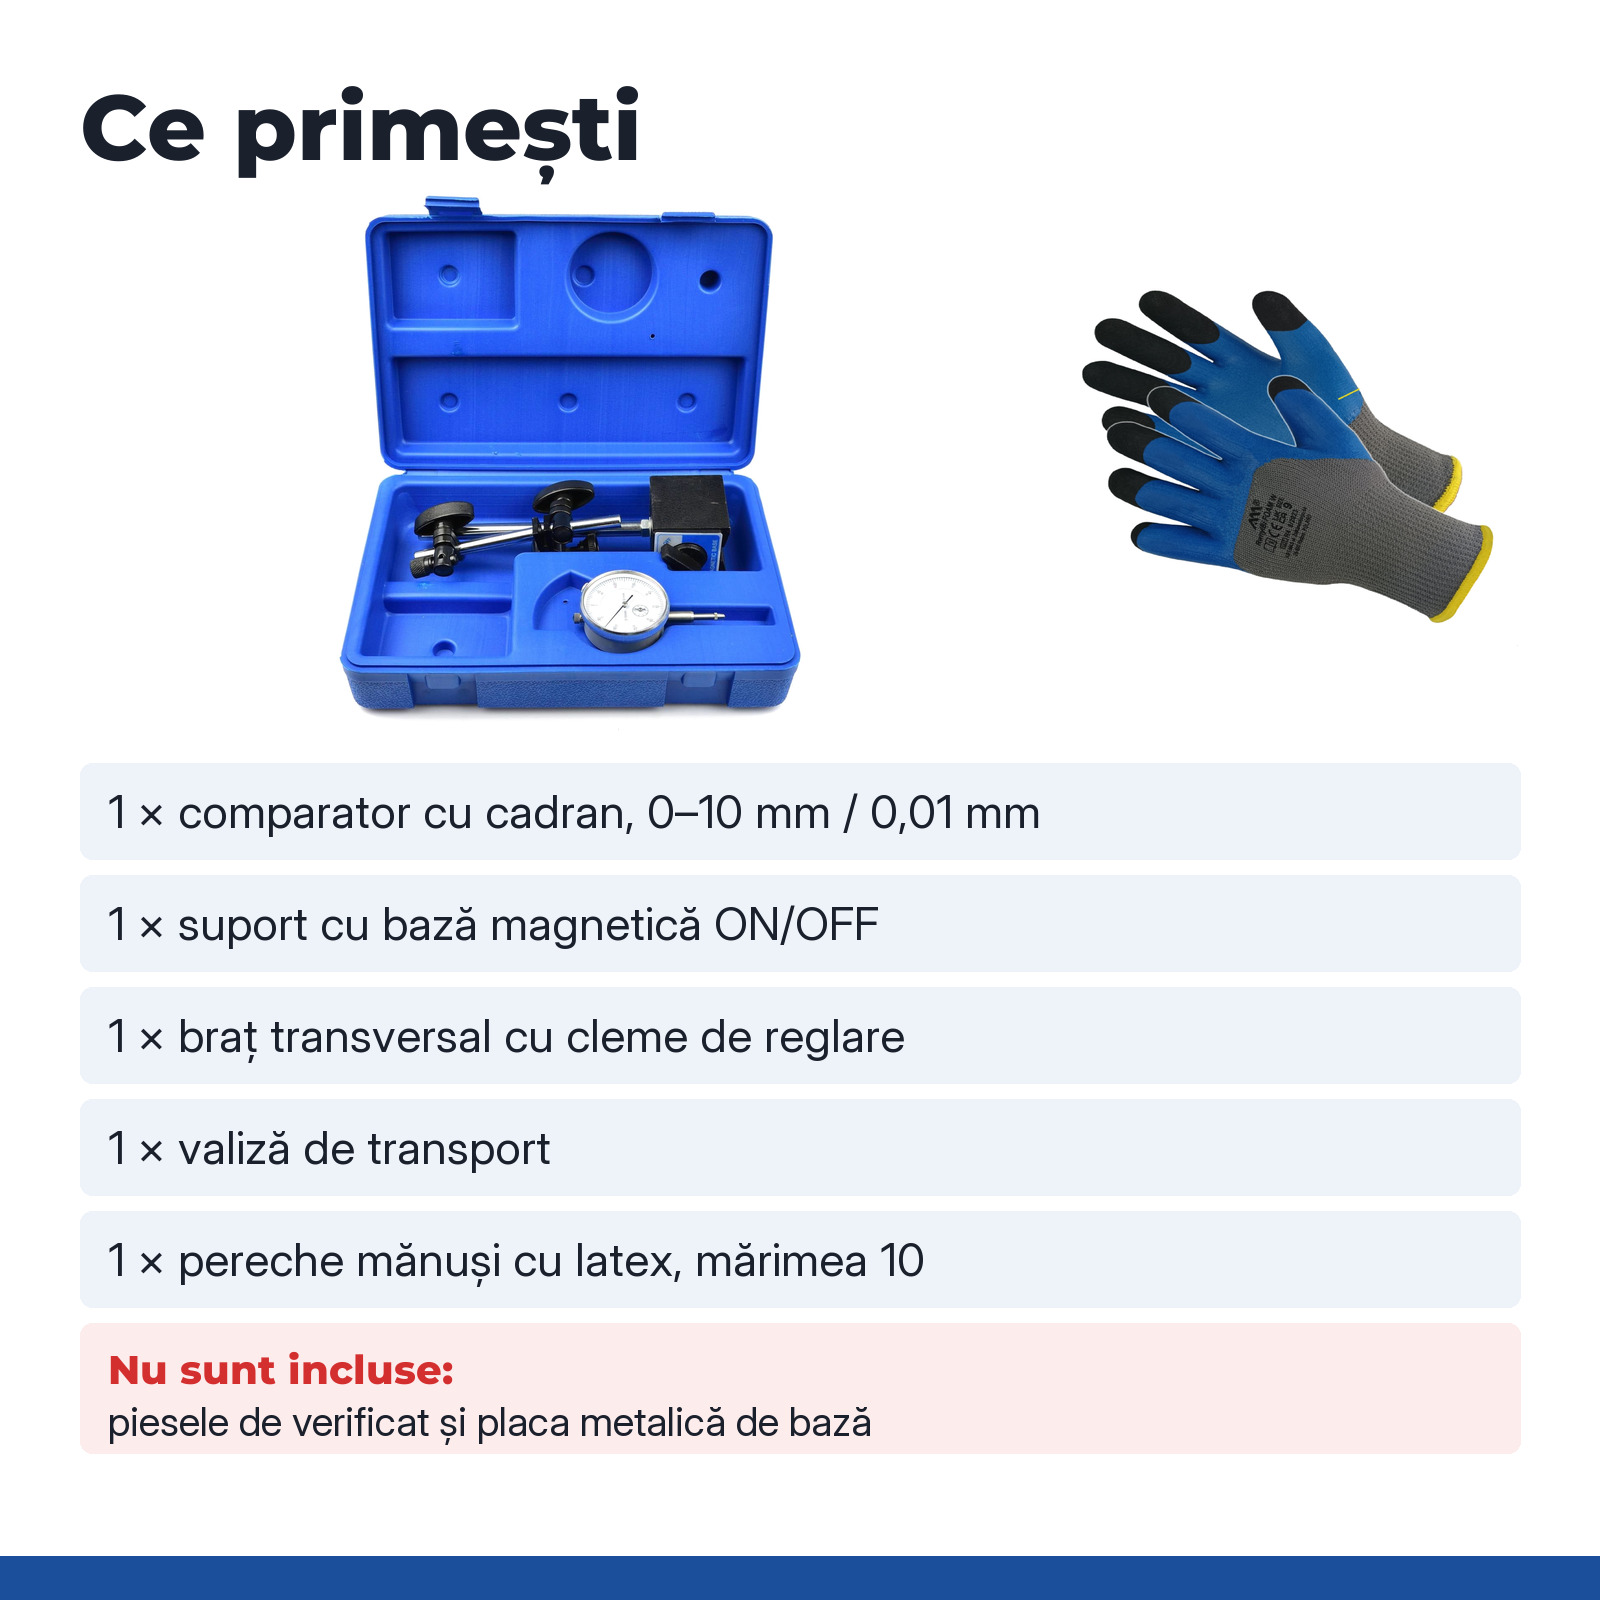 Ce primești
1 × comparator cu cadran, 0–10 mm / 0,01 mm
1 × suport cu bază magnetică ON/OFF
1 × braț transversal cu cleme de reglare
1 × valiză de transport
1 × pereche mănuși cu latex, mărimea 10
Nu sunt incluse:
piesele de verificat și placa metalică de bază